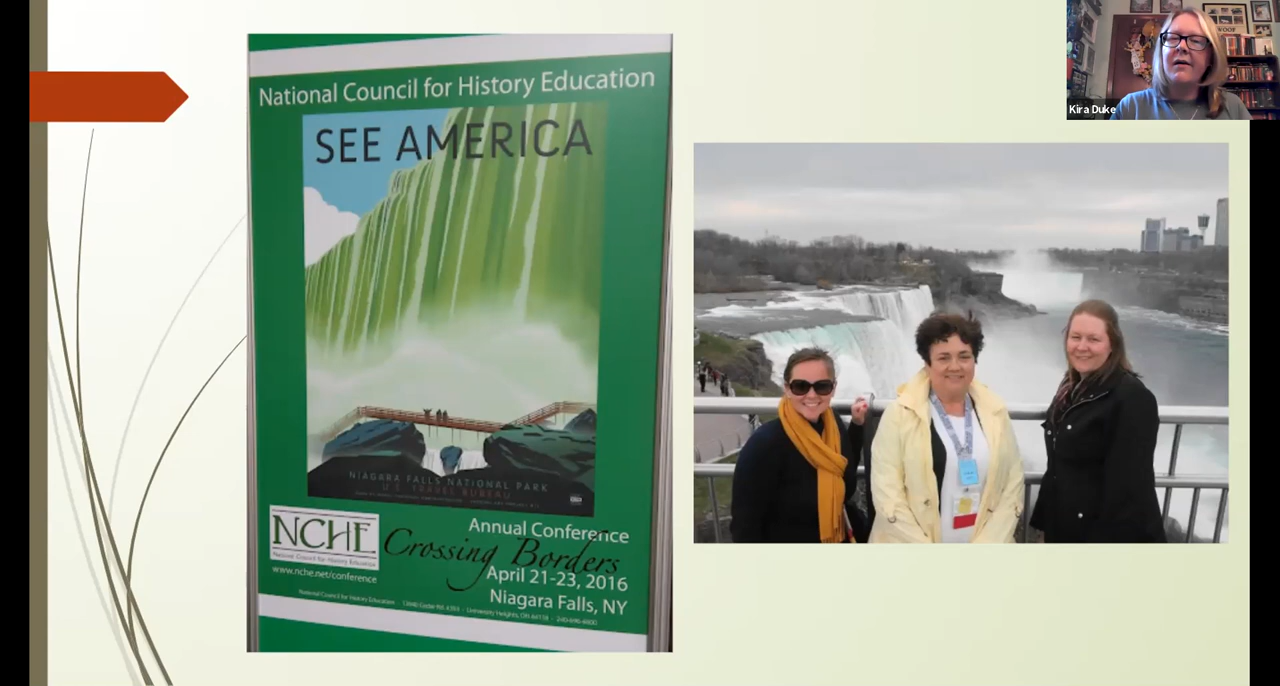 National Council for History Education
SEE AMERICA
NIAGARA FALLS NATIONAL PARK
U.S. TRAVEL BUREAU
NCHE
National Council for History Education
www.nche.net/conference
Annual Conference
Crossing Borders
April 21-23, 2016
Niagara Falls, NY
National Council for History Education
Kira Duke
WOOF